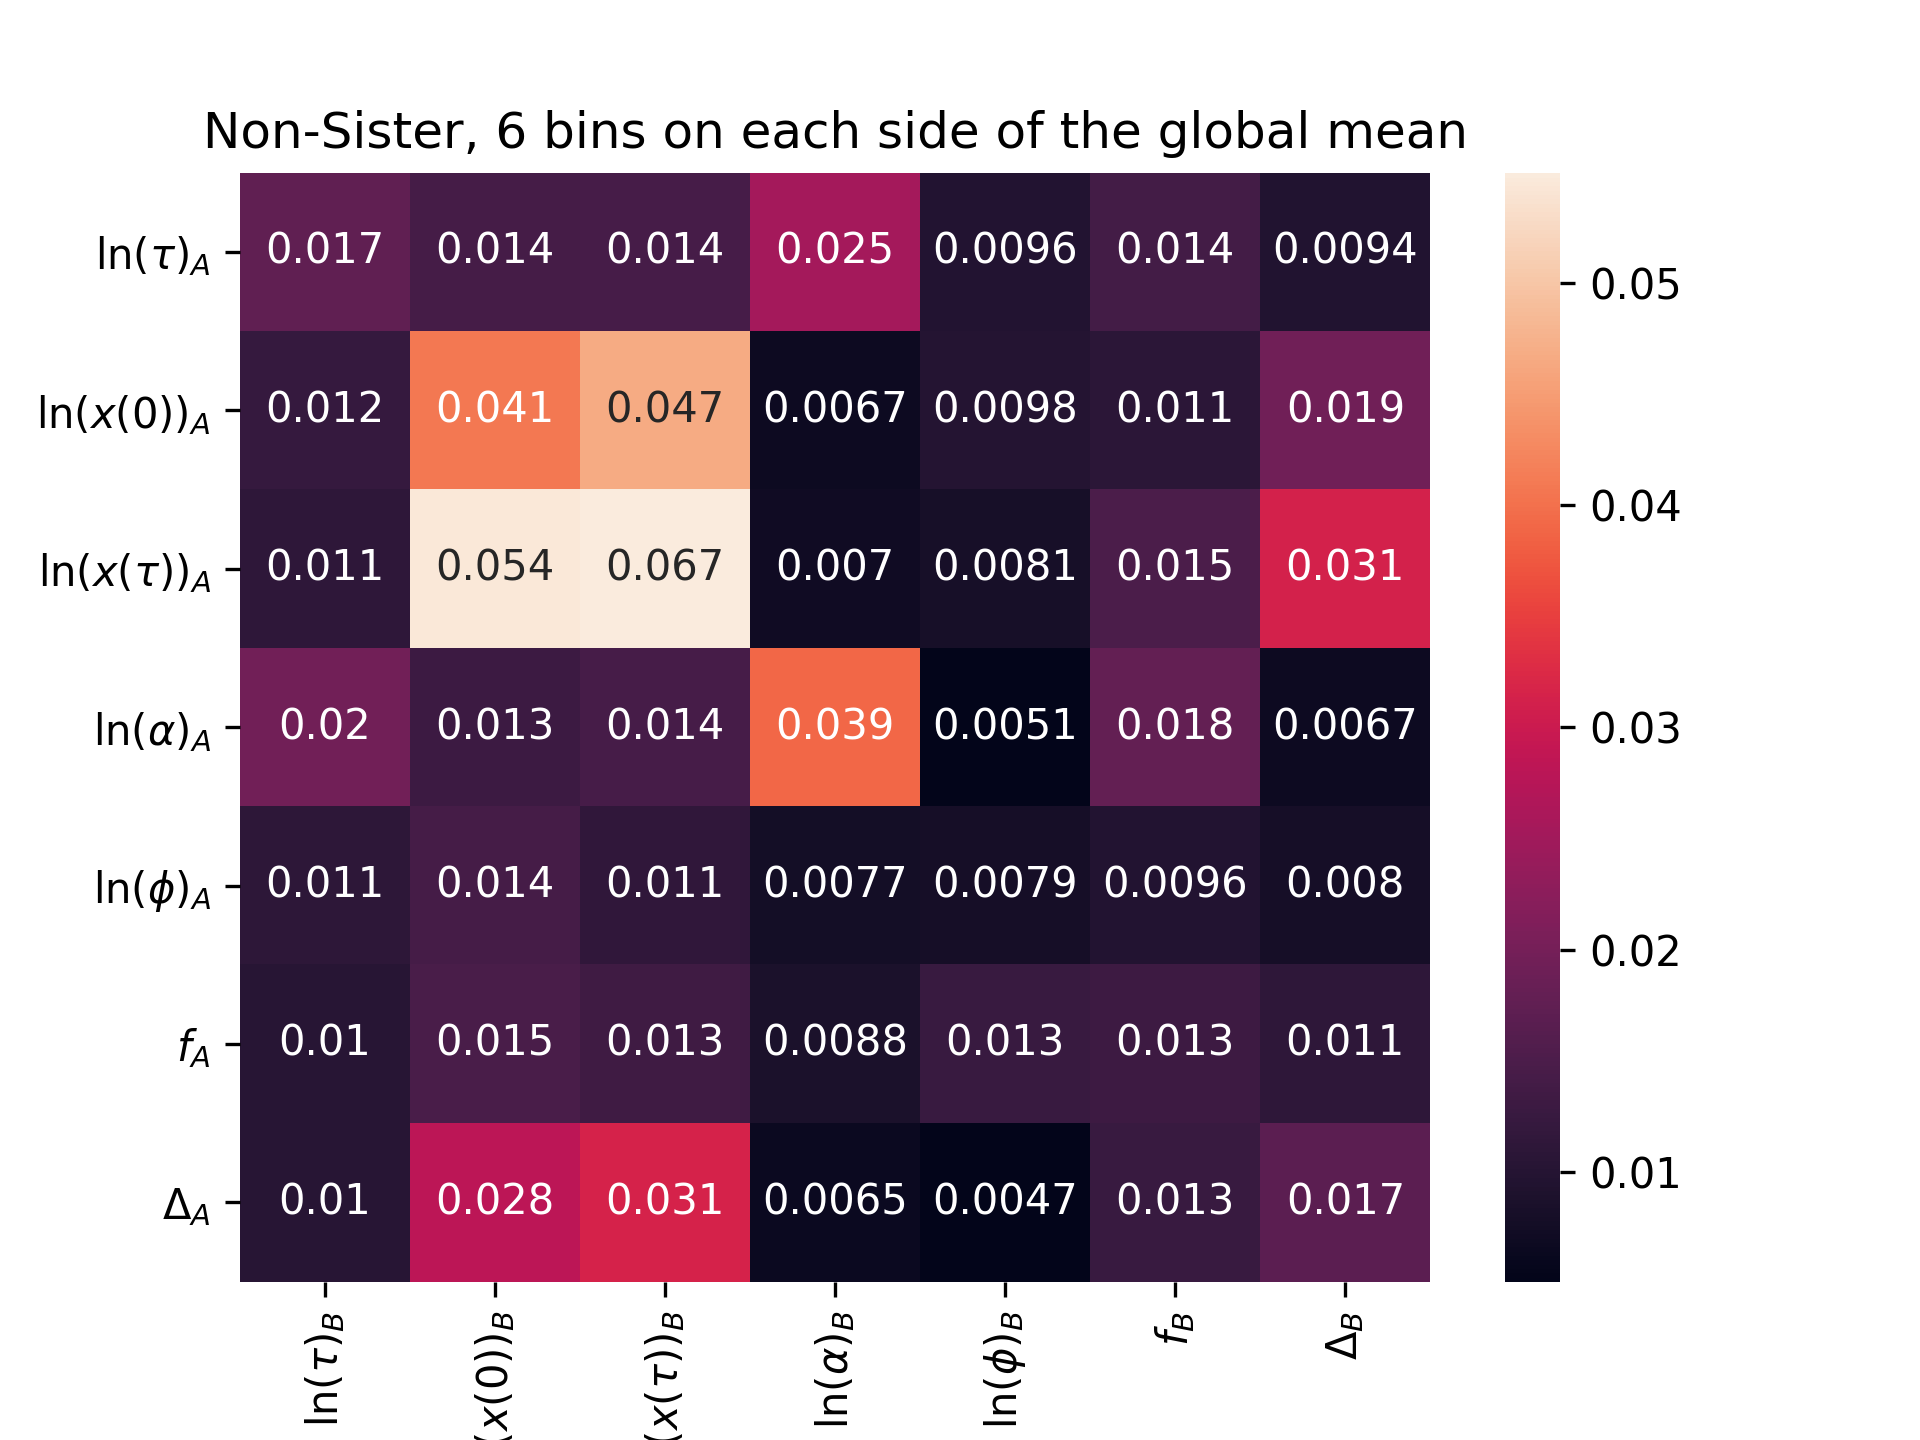 Non-Sister, 6 bins on each side of the global mean
ln(τ)A 0.017 0.014 0.014 0.025 0.0096 0.014 0.0094
ln(x(0))A 0.012 0.041 0.047 0.0067 0.0098 0.011 0.019
ln(x(τ))A 0.011 0.054 0.067 0.007 0.0081 0.015 0.031
ln(α)A 0.02 0.013 0.014 0.039 0.0051 0.018 0.0067
ln(ϕ)A 0.011 0.014 0.011 0.0077 0.0079 0.0096 0.008
fA 0.01 0.015 0.013 0.0088 0.013 0.013 0.011
ΔA 0.01 0.028 0.031 0.0065 0.0047 0.013 0.017
ln(τ)B (x(0))B (x(τ))B ln(α)B ln(ϕ)B fB ΔB
0.05
0.04
0.03
0.02
0.01